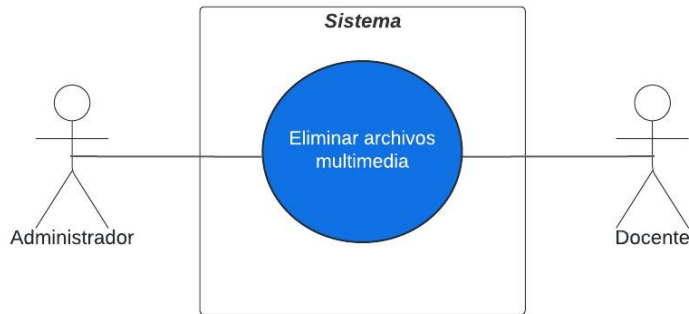 Sistema
Eliminar archivos
multimedia
Administrador
Docente